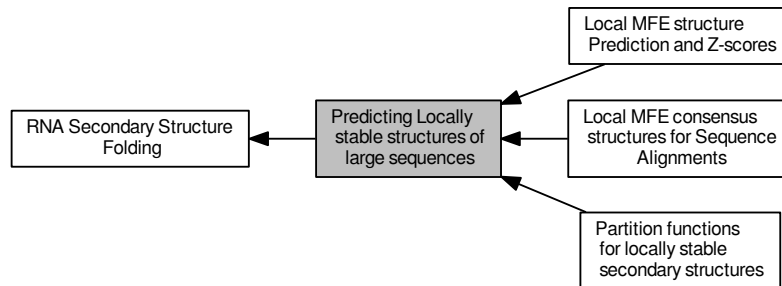 RNA Secondary Structure
Folding
Predicting Locally
stable structures of
large sequences
Local MFE structure
Prediction and Z-scores
Local MFE consensus
structures for Sequence
Alignments
Partition functions
for locally stable
secondary structures